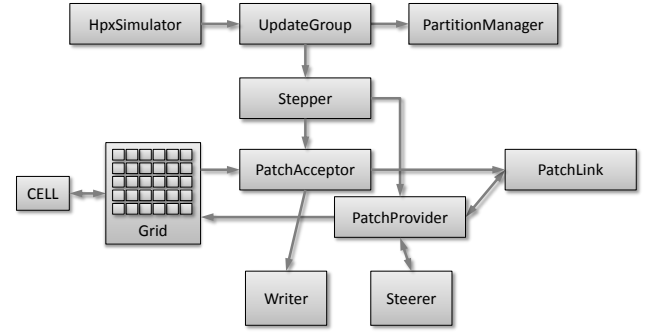 HpxSimulator
UpdateGroup
PartitionManager
Stepper
PatchAcceptor
PatchLink
CELL
PatchProvider
Grid
Writer
Steerer